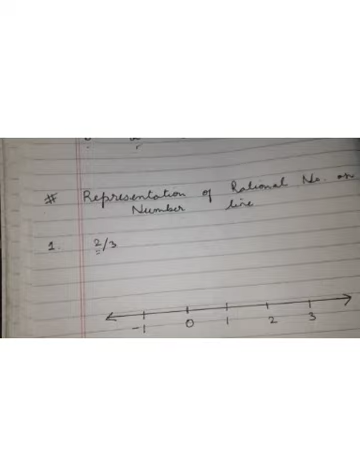 # Representation of Rational No. on
Number line
1. 2/3
-1 0 1 2 3